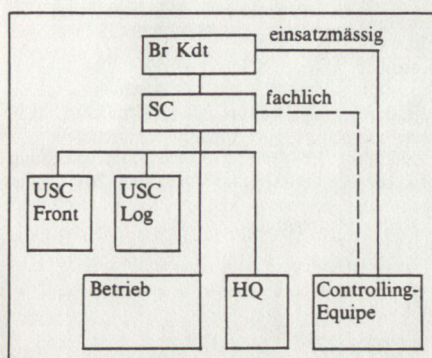 Br Kdt
einsatzmässig
SC
fachlich
USC
Front
USC
Log
Betrieb
HQ
Controlling-
Equipe